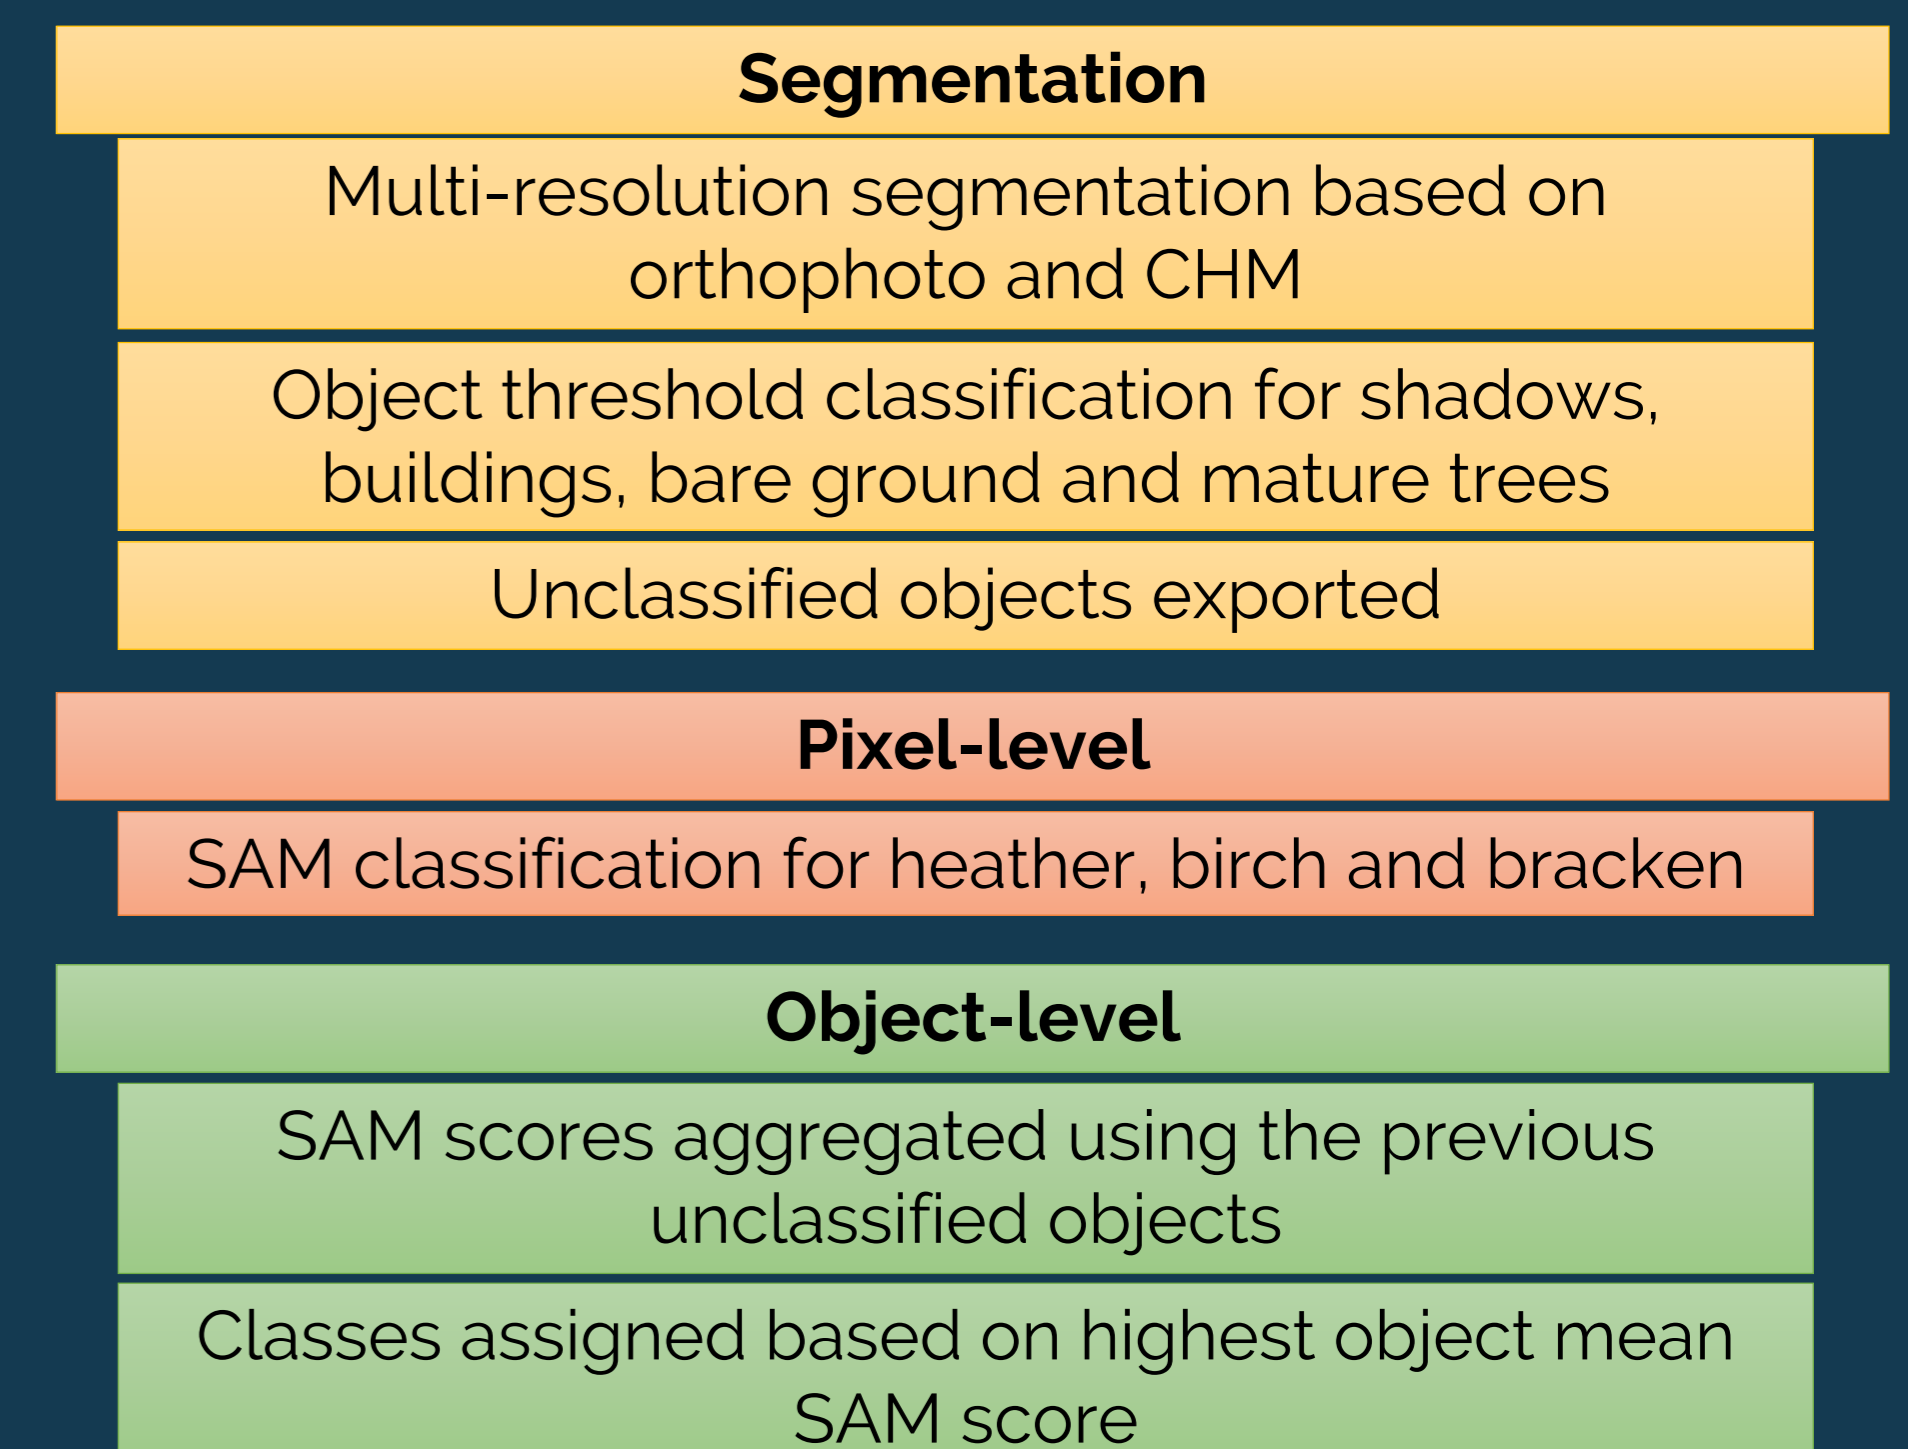 Segmentation
Multi-resolution segmentation based on
orthophoto and CHM
Object threshold classification for shadows,
buildings, bare ground and mature trees
Unclassified objects exported
Pixel-level
SAM classification for heather, birch and bracken
Object-level
SAM scores aggregated using the previous
unclassified objects
Classes assigned based on highest object mean
SAM score